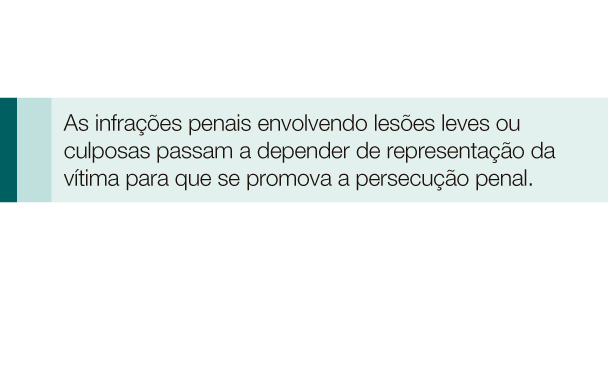 As infrações penais envolvendo lesões leves ou
culposas passam a depender de representação da
vítima para que se promova a persecução penal.